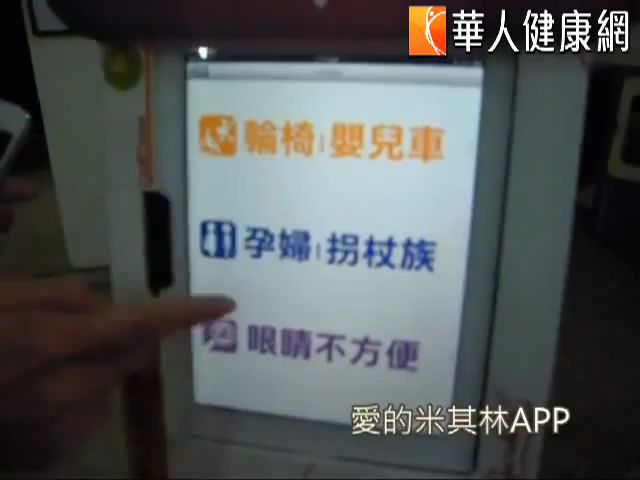 華人健康網
輪椅|嬰兒車
孕婦|拐杖族
眼睛不方便
愛的米其林APP